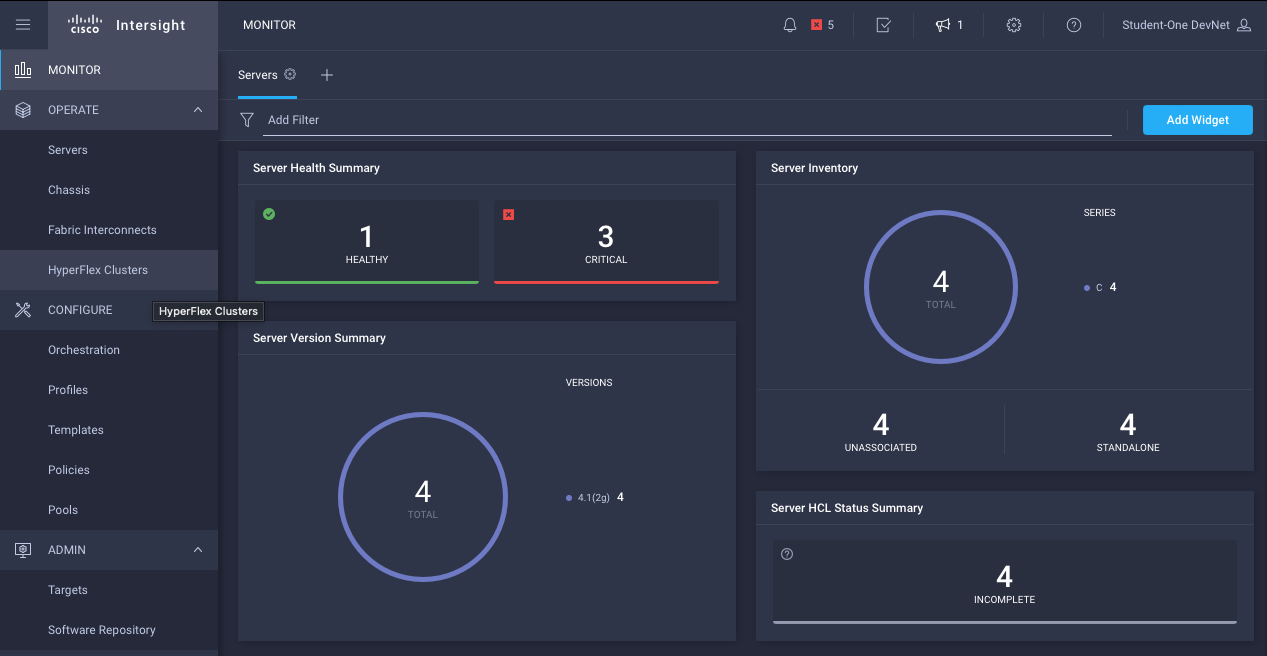 CISCO Intersight
MONITOR
5
1
Student-One DevNet
MONITOR
OPERATE
Servers
Chassis
Fabric Interconnects
HyperFlex Clusters
CONFIGURE
HyperFlex Clusters
Orchestration
Profiles
Templates
Policies
Pools
ADMIN
Targets
Software Repository
Servers
Add Filter
Add Widget
Server Health Summary
1
HEALTHY
3
CRITICAL
Server Version Summary
VERSIONS
4
TOTAL
4.1(2g) 4
Server Inventory
SERIES
4
TOTAL
C 4
4
UNASSOCIATED
4
STANDALONE
Server HCL Status Summary
4
INCOMPLETE